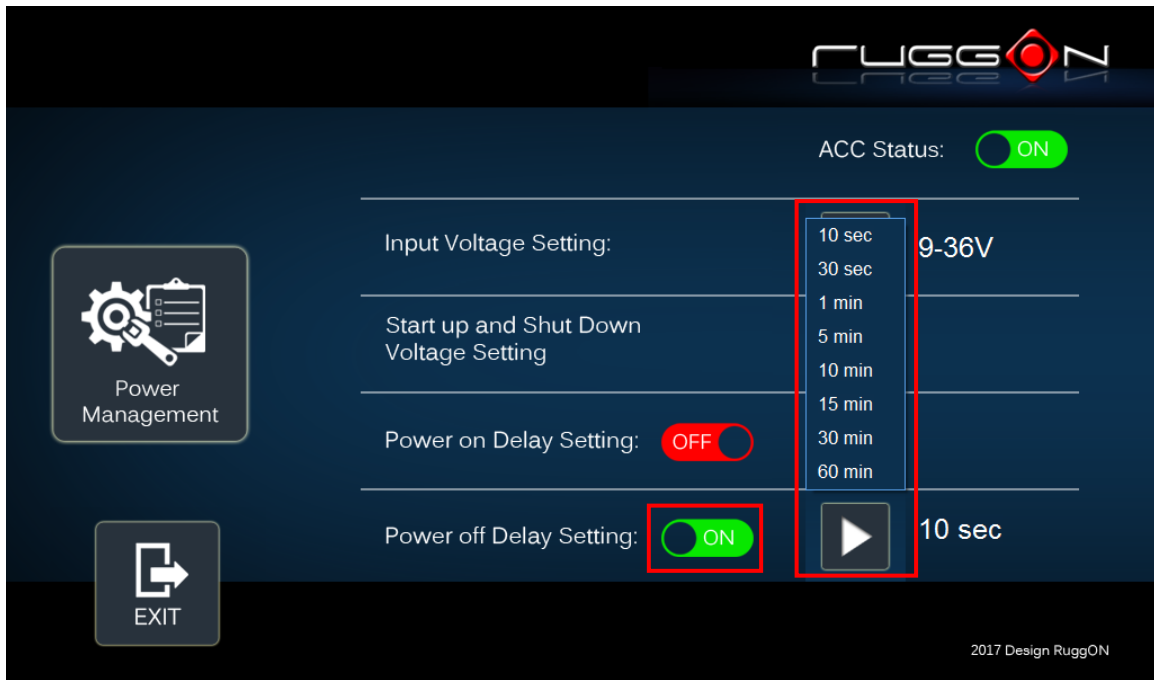 ruggON
ACC Status: ON
Input Voltage Setting:
9-36V
10 sec
30 sec
1 min
5 min
10 min
15 min
30 min
60 min
Start up and Shut Down
Voltage Setting
Power
Management
Power on Delay Setting: OFF
Power off Delay Setting: ON
10 sec
EXIT
2017 Design RuggON